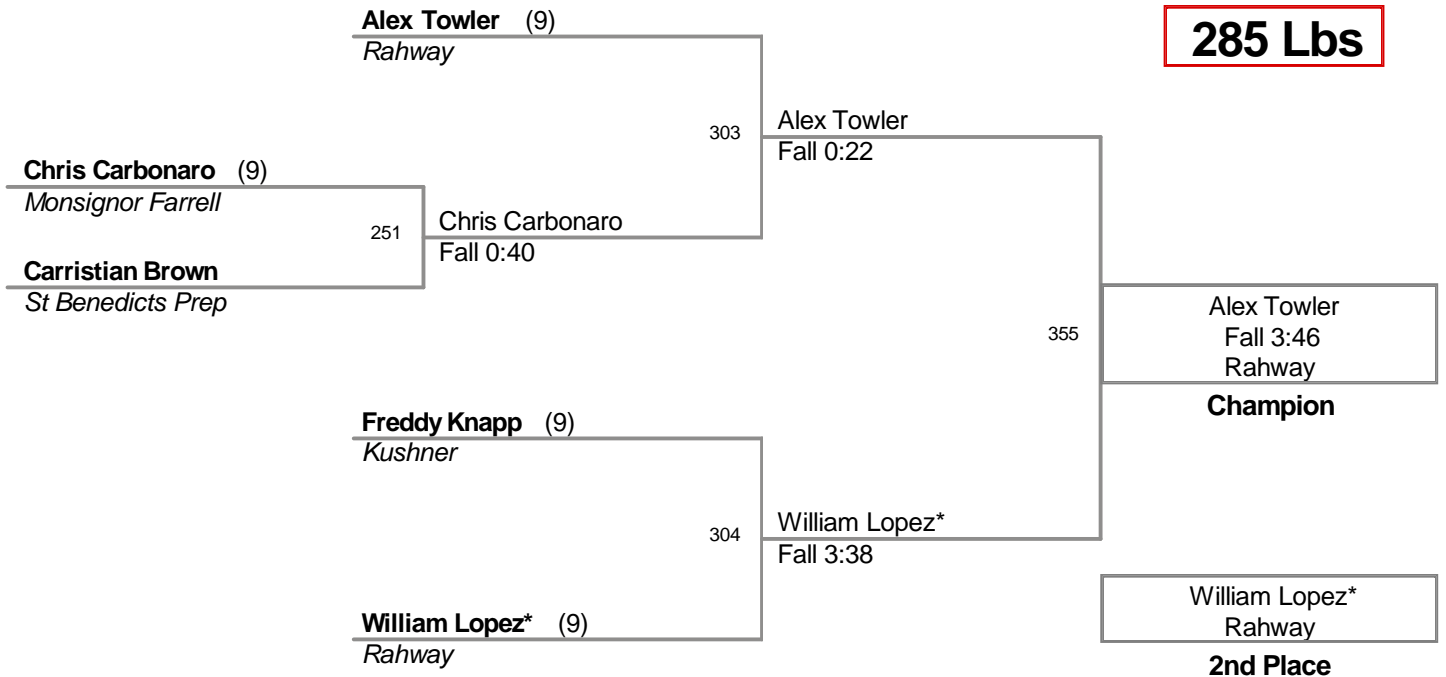 Alex Towler (9)
Rahway
285 Lbs
303
Alex Towler
Fall 0:22
Chris Carbonaro (9)
Monsignor Farrell
251
Chris Carbonaro
Fall 0:40
Carristian Brown
St Benedicts Prep
355
Alex Towler
Fall 3:46
Rahway
Champion
Freddy Knapp (9)
Kushner
304
William Lopez*
Fall 3:38
William Lopez* (9)
Rahway
William Lopez*
Rahway
2nd Place